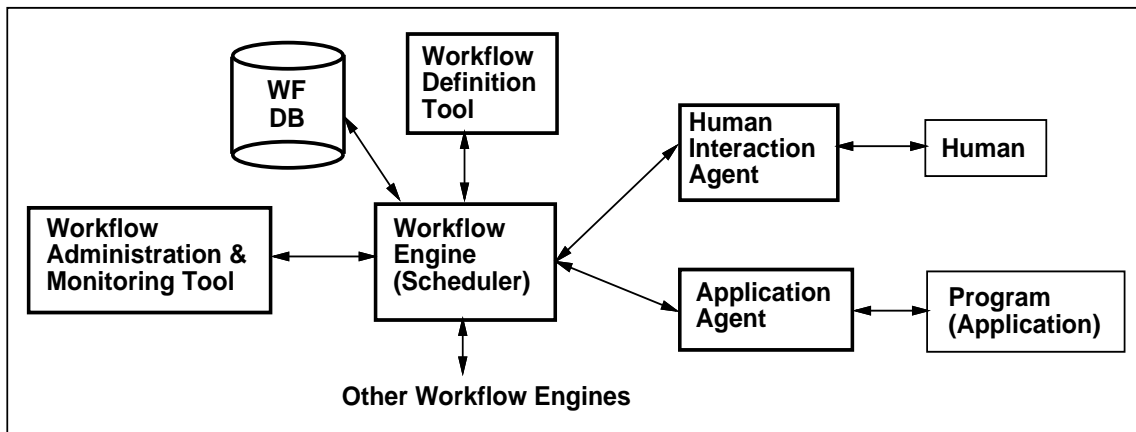 WF
DB
Workflow
Definition
Tool
Human
Interaction
Agent
Human
Workflow
Administration &
Monitoring Tool
Workflow
Engine
(Scheduler)
Application
Agent
Program
(Application)
Other Workflow Engines